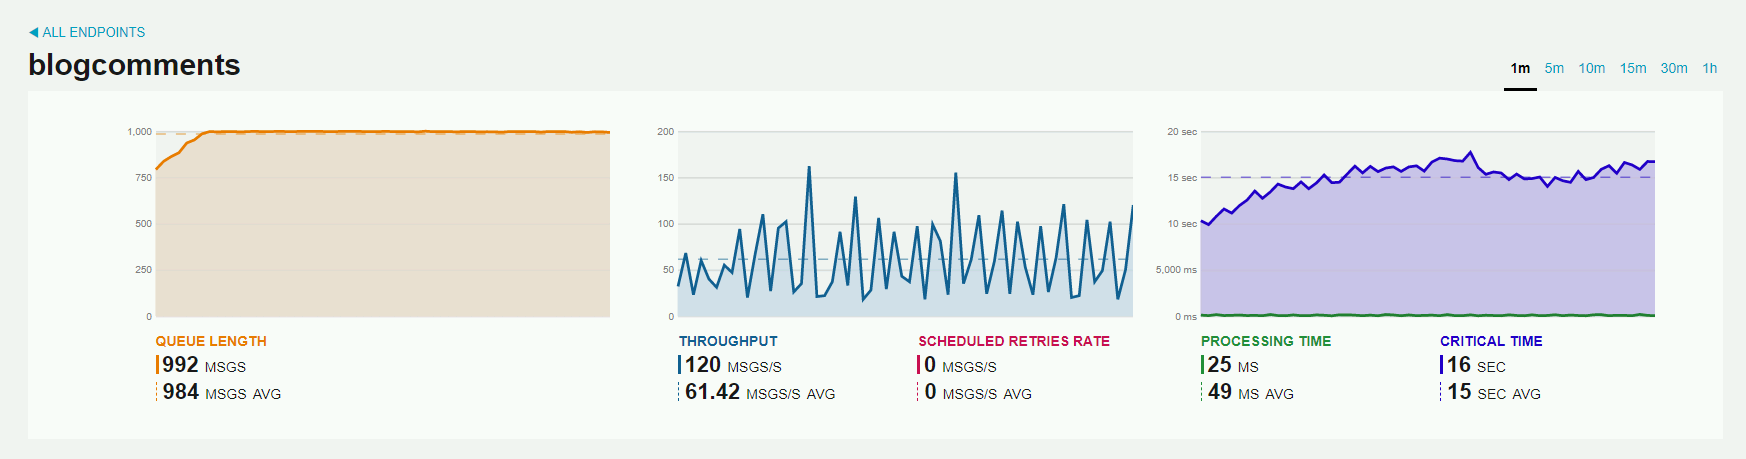 ◀ ALL ENDPOINTS
blogcomments
1m 5m 10m 15m 30m 1h
1,000
750
500
250
0
QUEUE LENGTH
992 MSGS
984 MSGS AVG
200
150
100
50
0
THROUGHPUT
120 MSGS/S
61.42 MSGS/S AVG
SCHEDULED RETRIES RATE
0 MSGS/S
0 MSGS/S AVG
20 sec
15 sec
10 sec
5,000 ms
0 ms
PROCESSING TIME
25 MS
49 MS AVG
CRITICAL TIME
16 SEC
15 SEC AVG